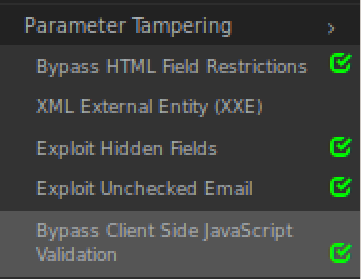 Parameter Tampering
Bypass HTML Field Restrictions
XML External Entity (XXE)
Exploit Hidden Fields
Exploit Unchecked Email
Bypass Client Side JavaScript
Validation